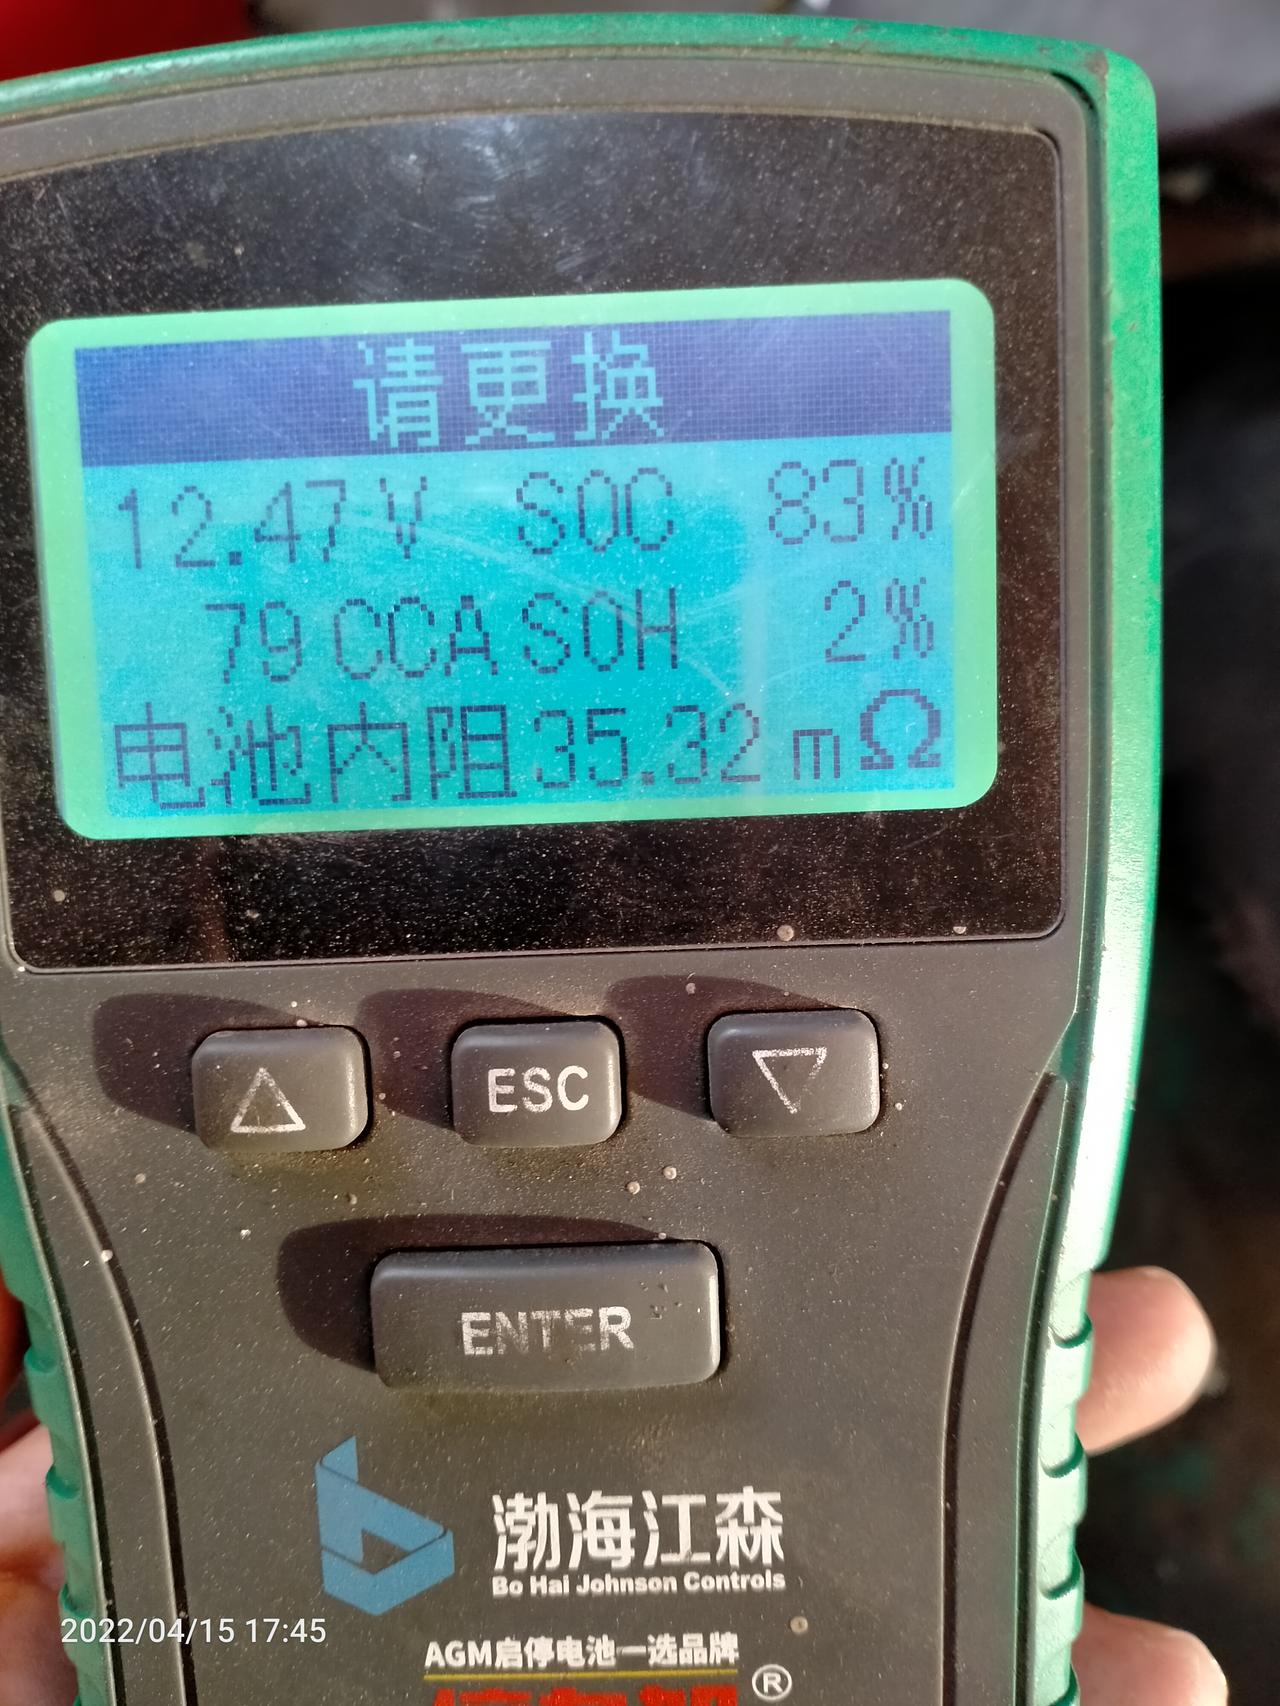 请更换
12.47V SOC 83%
79CCA SOH 2%
电池内阻35.32mΩ
△ ESC ▽
ENTER
渤海江森
Bo Hai Johnson Controls
2022/04/15 17:45
AGM启停电池一选品牌
®